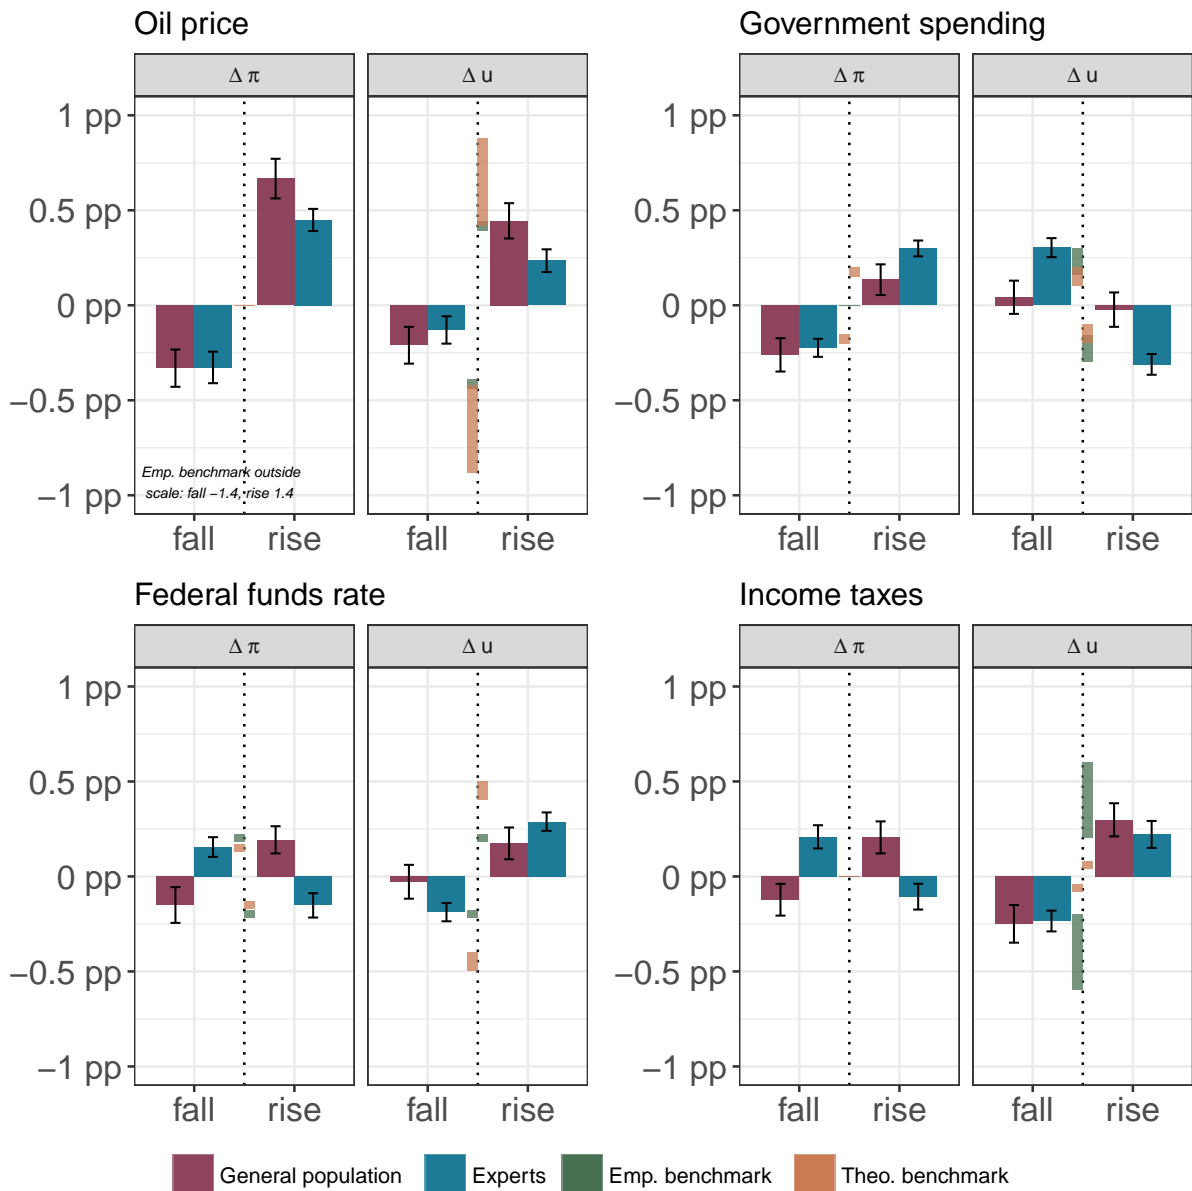 Oil price
Δ π
Δ u
1 pp
0.5 pp
0 pp
−0.5 pp
−1 pp
Emp. benchmark outside
scale: fall −1.4, rise 1.4
fall
rise
fall
rise
Government spending
Δ π
Δ u
1 pp
0.5 pp
0 pp
−0.5 pp
−1 pp
fall
rise
fall
rise
Federal funds rate
Δ π
Δ u
1 pp
0.5 pp
0 pp
−0.5 pp
−1 pp
fall
rise
fall
rise
Income taxes
Δ π
Δ u
1 pp
0.5 pp
0 pp
−0.5 pp
−1 pp
fall
rise
fall
rise
General population
Experts
Emp. benchmark
Theo. benchmark